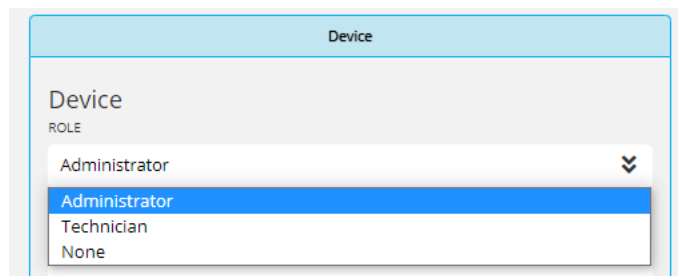 Device
Device
ROLE
Administrator
Administrator
Technician
None